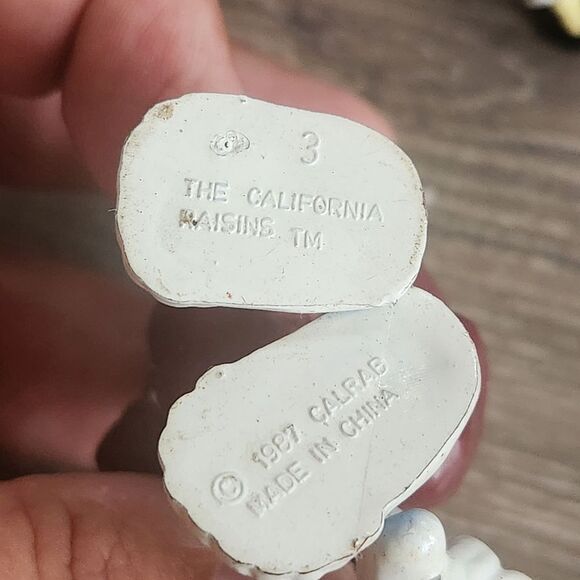 3
THE CALIFORNIA
RAISINS TM
© 1987 CALRAB
MADE IN CHINA